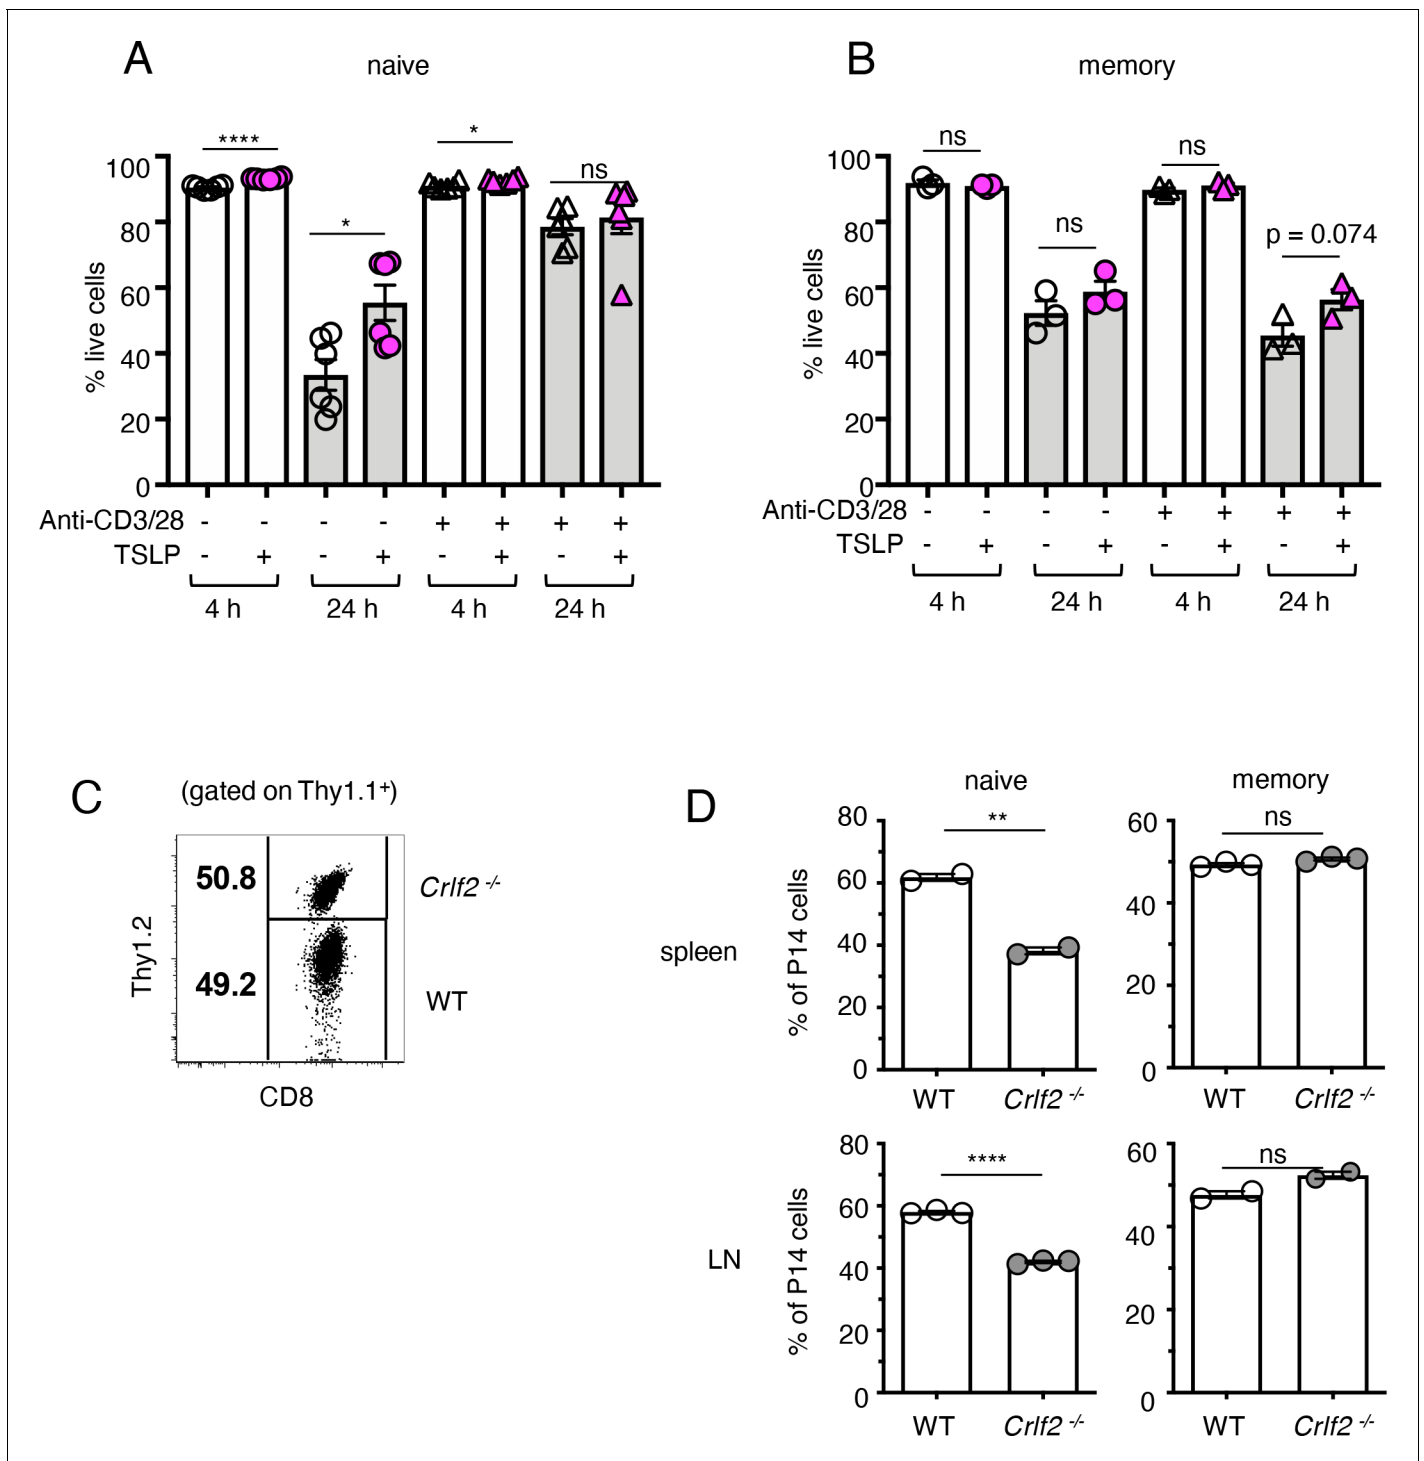 A
naive
****
*
*
ns
% live cells
100
80
60
40
20
0
Anti-CD3/28 - - - - + + + +
TSLP - + - + - + - +
4 h 24 h 4 h 24 h
B
memory
ns
ns
ns
p = 0.074
% live cells
100
80
60
40
20
0
Anti-CD3/28 - - - - + + + +
TSLP - + - + - + - +
4 h 24 h 4 h 24 h
C
(gated on Thy1.1+)
50.8
49.2
Crlf2 -/-
WT
Thy1.2
CD8
D
naive
memory
spleen
% of P14 cells
80
60
40
20
0
**
WT Crlf2 -/-
60
40
20
0
ns
WT Crlf2 -/-
LN
% of P14 cells
80
60
40
20
0
****
WT Crlf2 -/-
60
40
20
0
ns
WT Crlf2 -/-